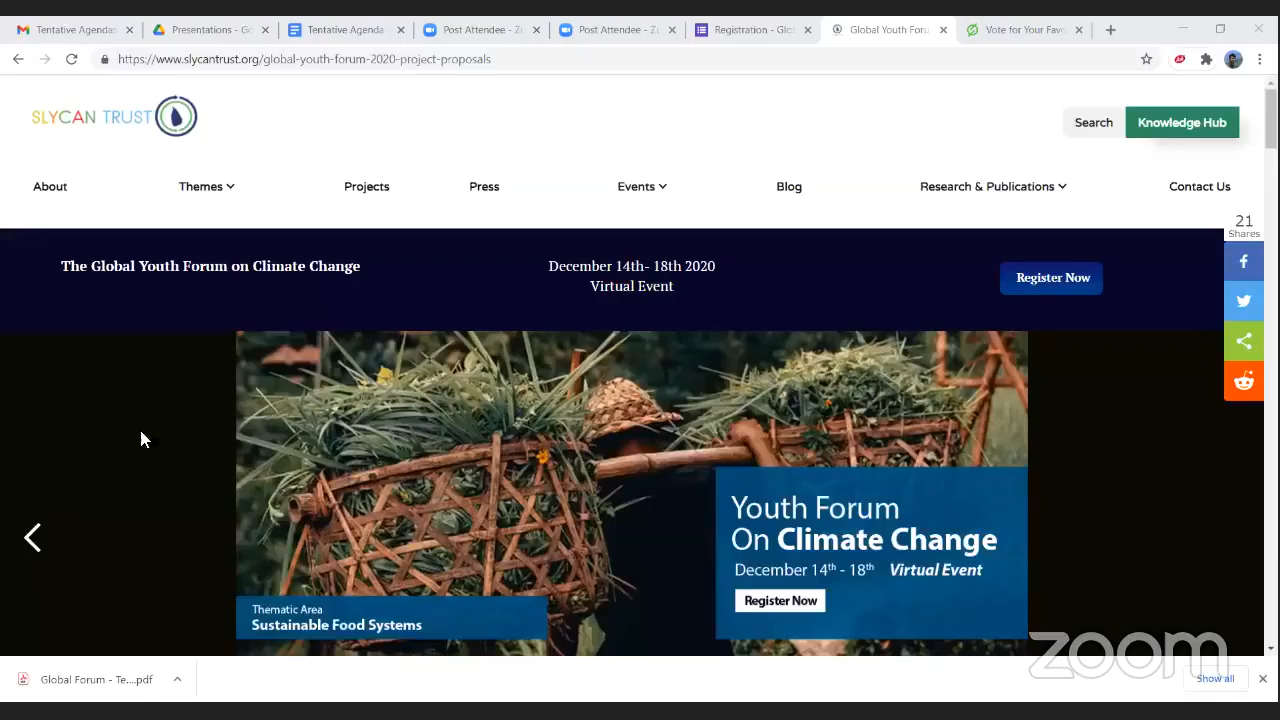 Tentative Agendas
Presentations - Go
Tentative Agenda
Post Attendee - Zo
Post Attendee - Zo
Registration - Glo
Global Youth Foru
Vote for Your Fave
https://www.slycantrust.org/global-youth-forum-2020-project-proposals
SLYCAN TRUST
Search
Knowledge Hub
About
Themes
Projects
Press
Events
Blog
Research & Publications
Contact Us
21
Shares
The Global Youth Forum on Climate Change
December 14th- 18th 2020
Virtual Event
Register Now
Youth Forum
On Climate Change
December 14th - 18th Virtual Event
Register Now
Thematic Area
Sustainable Food Systems
zoom
Global Forum - Te....pdf
Show all